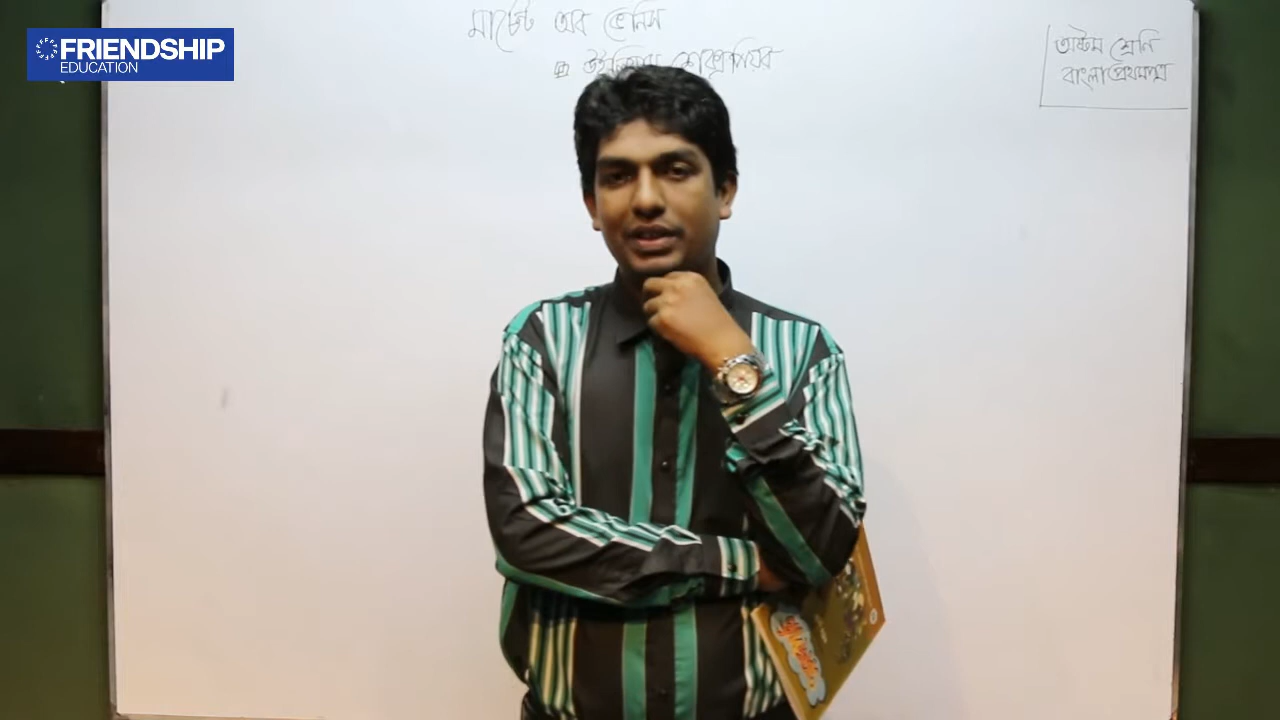 FRIENDSHIP
EDUCATION
মার্চেন্ট অব ভেনিস
উইলিয়াম শেক্সপিয়র
অষ্টম শ্রেনি
বাংলা প্রথমপত্র